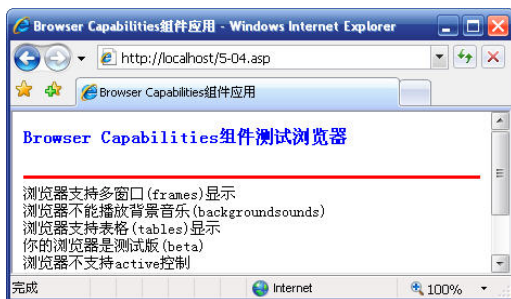 Browser Capabilities组件应用 - Windows Internet Explorer
http://localhost/5-04.asp
Browser Capabilities组件应用
Browser Capabilities组件测试浏览器
浏览器支持多窗口(frames)显示
浏览器不能播放背景音乐(backgroundsounds)
浏览器支持表格(tables)显示
你的浏览器是测试版(beta)
浏览器不支持active控制
完成 Internet 100%